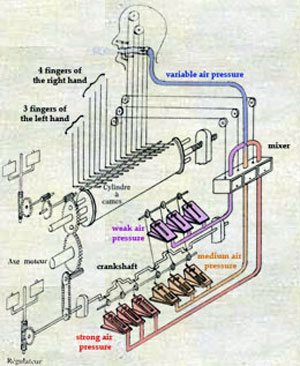 4 fingers of
the right hand
variable air pressure
3 fingers of
the left hand
mixer
Cylindre
à
cames
weak air
pressure
Axe moteur
crankshaft
medium air
pressure
strong air
pressure
Régulateur